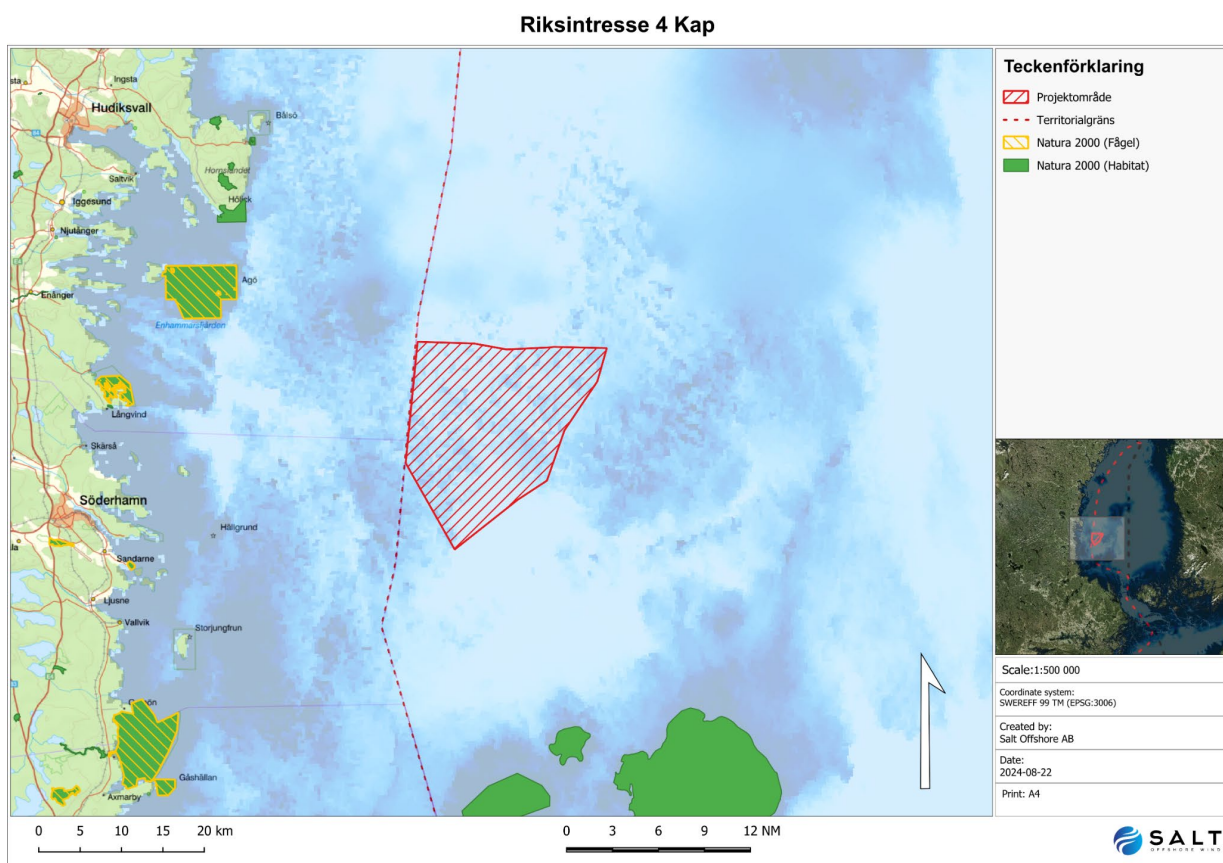 Riksintresse 4 Kap
Ingsta
Hudiksvall
Bålsö
Hornslandet
Saltvik
Hölick
Iggesund
Njutånger
Agö
Enånger
Enhammarsfjärden
Långvind
Skärså
Söderhamn
Hällgrund
Sandarne
Ljusne
Vallvik
Storjungfrun
Gåshällan
Axmarby
Teckenförklaring
Projektområde
Territorialgräns
Natura 2000 (Fågel)
Natura 2000 (Habitat)
Scale:1:500 000
Coordinate system:
SWEREFF 99 TM (EPSG:3006)
Created by:
Salt Offshore AB
Date:
2024-08-22
Print: A4
0 5 10 15 20 km
0 3 6 9 12 NM
SALT
OFFSHORE WIND